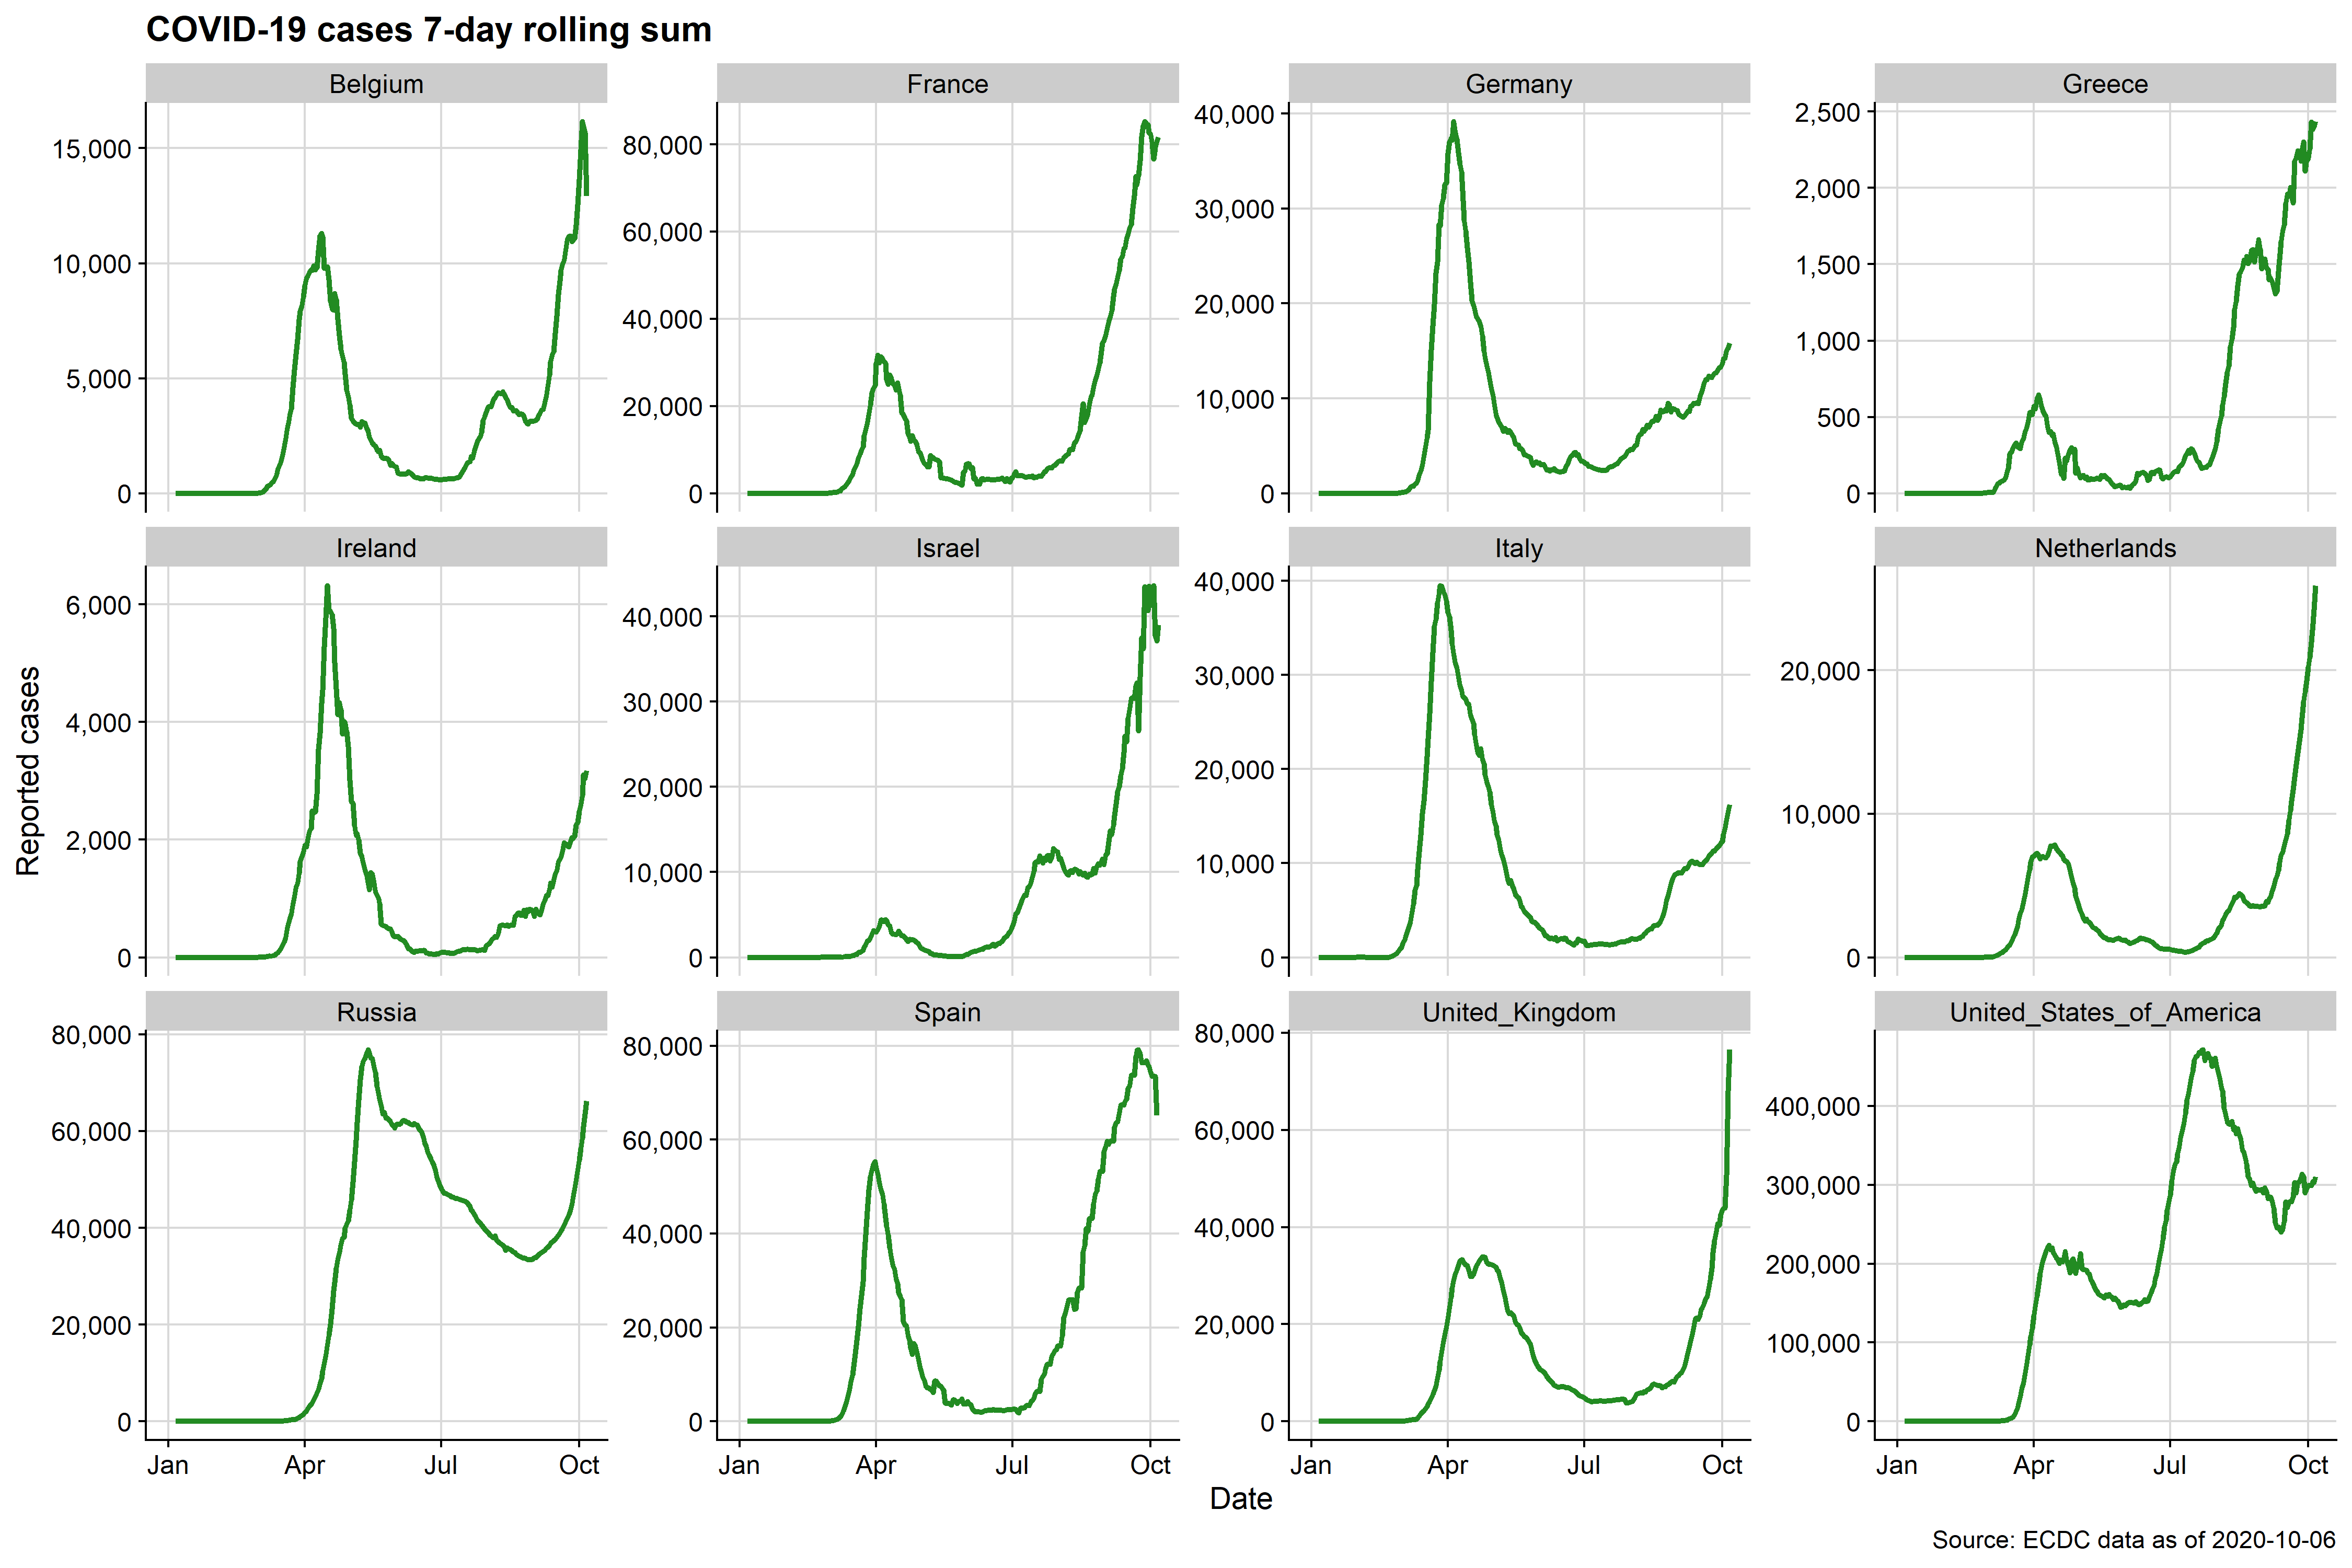 COVID-19 cases 7-day rolling sum
Belgium
France
Germany
Greece
15,000
10,000
5,000
0
80,000
60,000
40,000
20,000
0
40,000
30,000
20,000
10,000
0
2,500
2,000
1,500
1,000
500
0
Ireland
Israel
Italy
Netherlands
6,000
4,000
2,000
0
40,000
30,000
20,000
10,000
0
40,000
30,000
20,000
10,000
0
20,000
10,000
0
Reported cases
Russia
Spain
United_Kingdom
United_States_of_America
80,000
60,000
40,000
20,000
0
80,000
60,000
40,000
20,000
0
80,000
60,000
40,000
20,000
0
400,000
300,000
200,000
100,000
0
Jan Apr Jul Oct
Jan Apr Jul Oct
Jan Apr Jul Oct
Jan Apr Jul Oct
Date
Source: ECDC data as of 2020-10-06